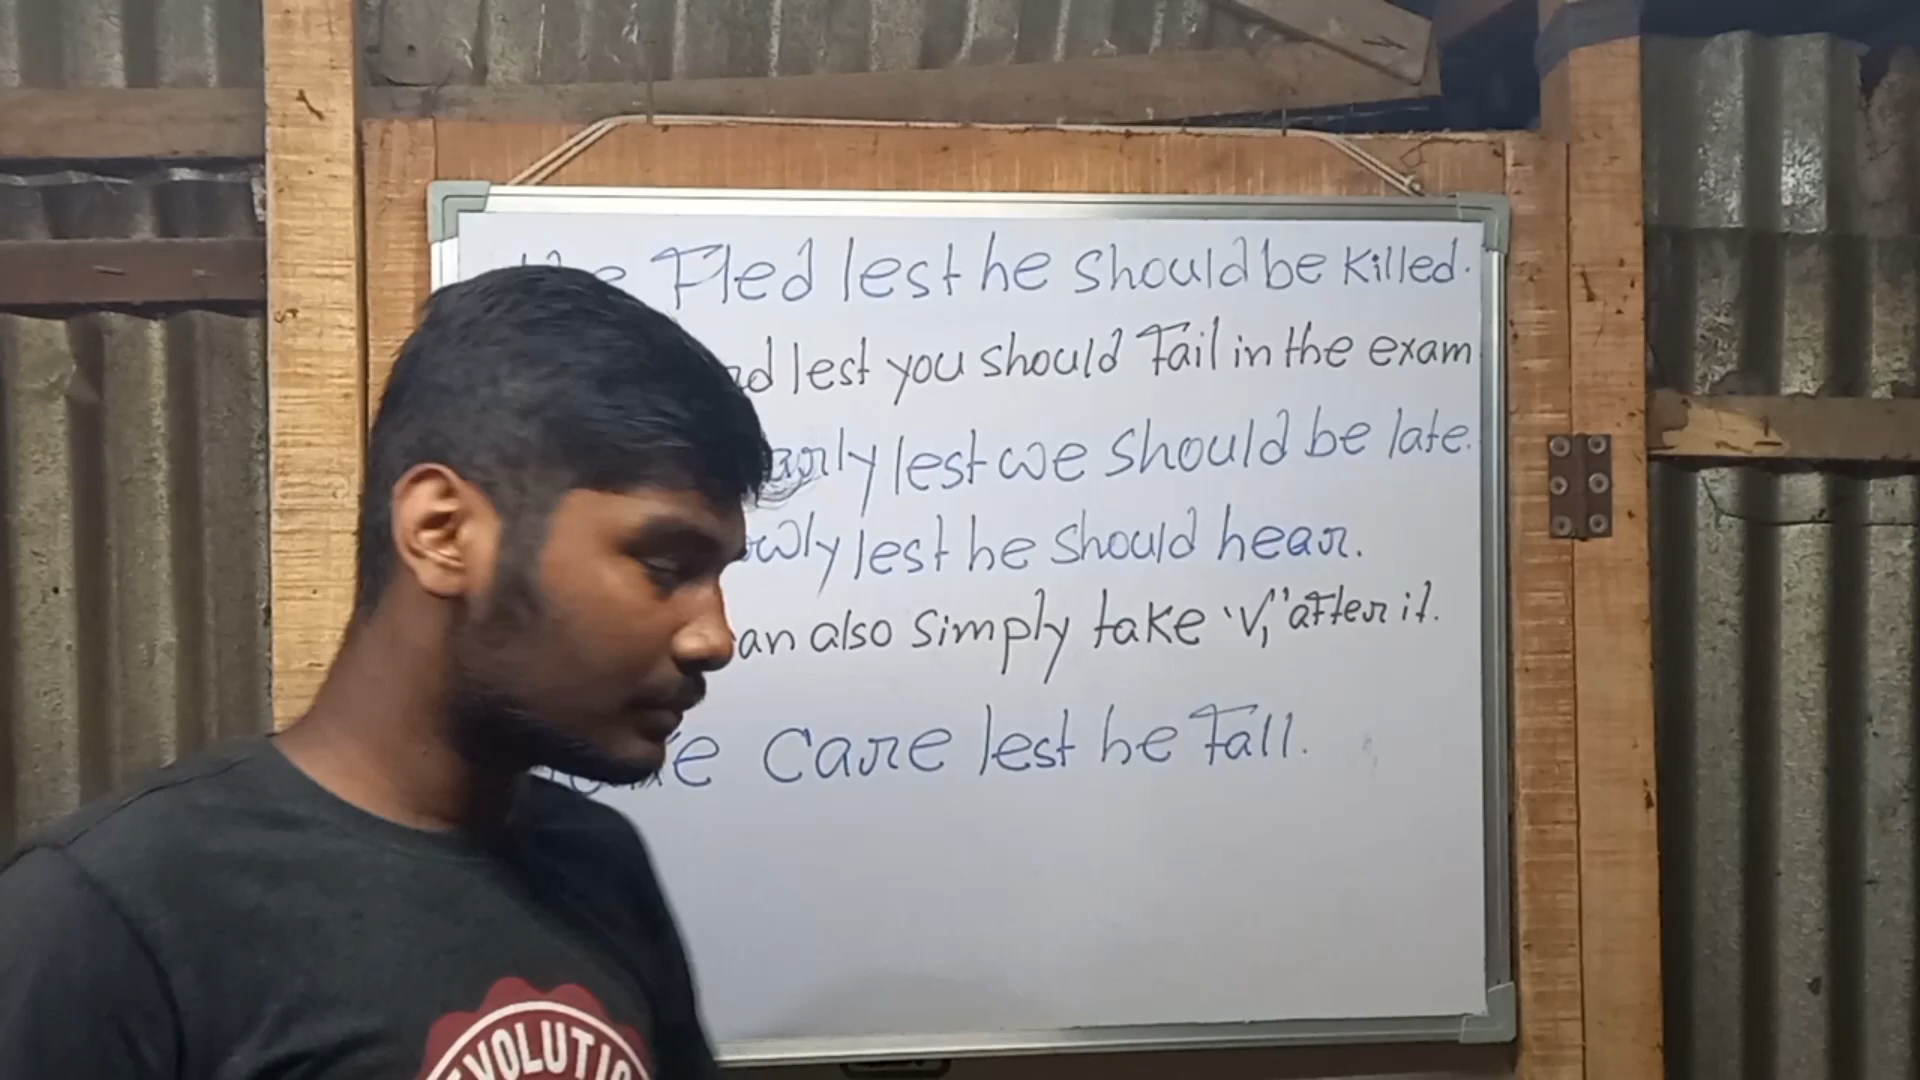 He Fled lest he should be killed.
lest you should fail in the exam
lest we should be late.
lest he should hear.
also simply take "V₁" after it.
care lest he fall.